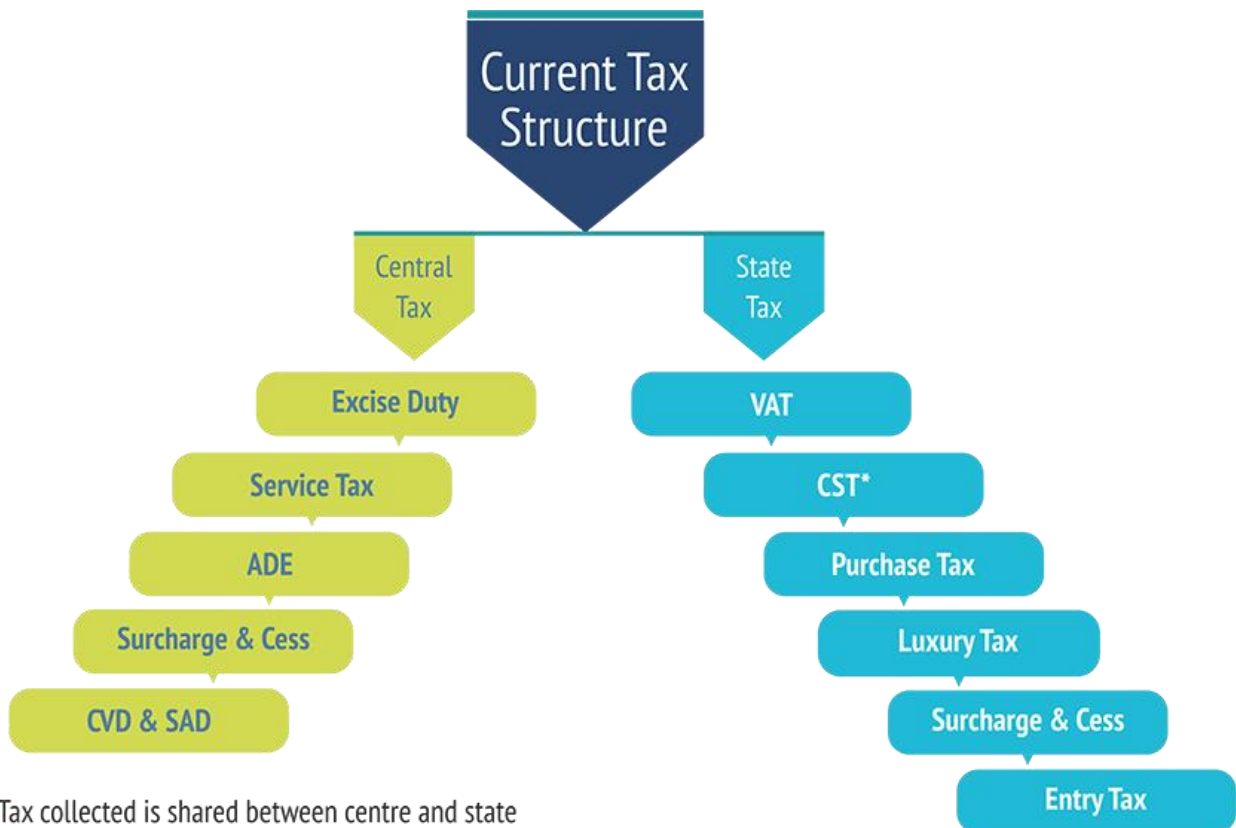 Current Tax
Structure
Central
Tax
State
Tax
Excise Duty
Service Tax
ADE
Surcharge & Cess
CVD & SAD
VAT
CST*
Purchase Tax
Luxury Tax
Surcharge & Cess
Entry Tax
Tax collected is shared between centre and state